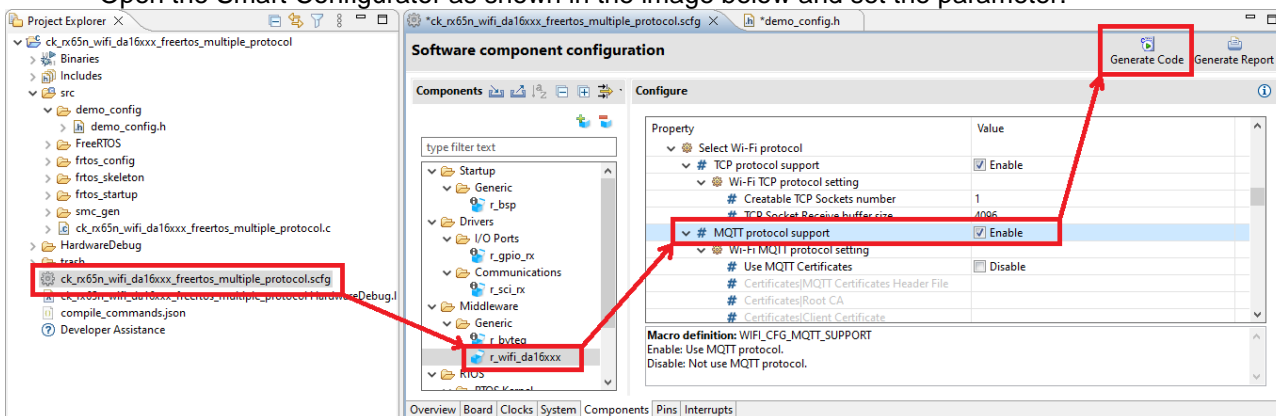 Open the Smart Configurator as shown in the image below and set the parameter.
Project Explorer
ck_rx65n_wifi_da16xxx_freertos_multiple_protocol
Binaries
Includes
src
demo_config
demo_config.h
FreeRTOS
frtos_config
frtos_skeleton
frtos_startup
smc_gen
ck_rx65n_wifi_da16xxx_freertos_multiple_protocol.c
HardwareDebug
trash
ck_rx65n_wifi_da16xxx_freertos_multiple_protocol.scfg
ck_rx65n_wifi_da16xxx_freertos_multiple_protocol HardwareDebug.l
compile_commands.json
Developer Assistance
*ck_rx65n_wifi_da16xxx_freertos_multiple_protocol.scfg
*demo_config.h
Software component configuration
Generate Code Generate Report
Components
type filter text
Startup
Generic
r_bsp
Drivers
I/O Ports
r_gpio_rx
Communications
r_sci_rx
Middleware
Generic
r_byteq
r_wifi_da16xxx
RTOS
RTOS Kernel
Configure
Property Value
Select Wi-Fi protocol
# TCP protocol support Enable
Wi-Fi TCP protocol setting
# Creatable TCP Sockets number 1
# TCP Socket Receive buffer size 4096
# MQTT protocol support Enable
Wi-Fi MQTT protocol setting
# Use MQTT Certificates Disable
# Certificates|MQTT Certificates Header File
# Certificates|Root CA
# Certificates|Client Certificate
Macro definition: WIFI_CFG_MQTT_SUPPORT
Enable: Use MQTT protocol.
Disable: Not use MQTT protocol.
Overview Board Clocks System Components Pins Interrupts